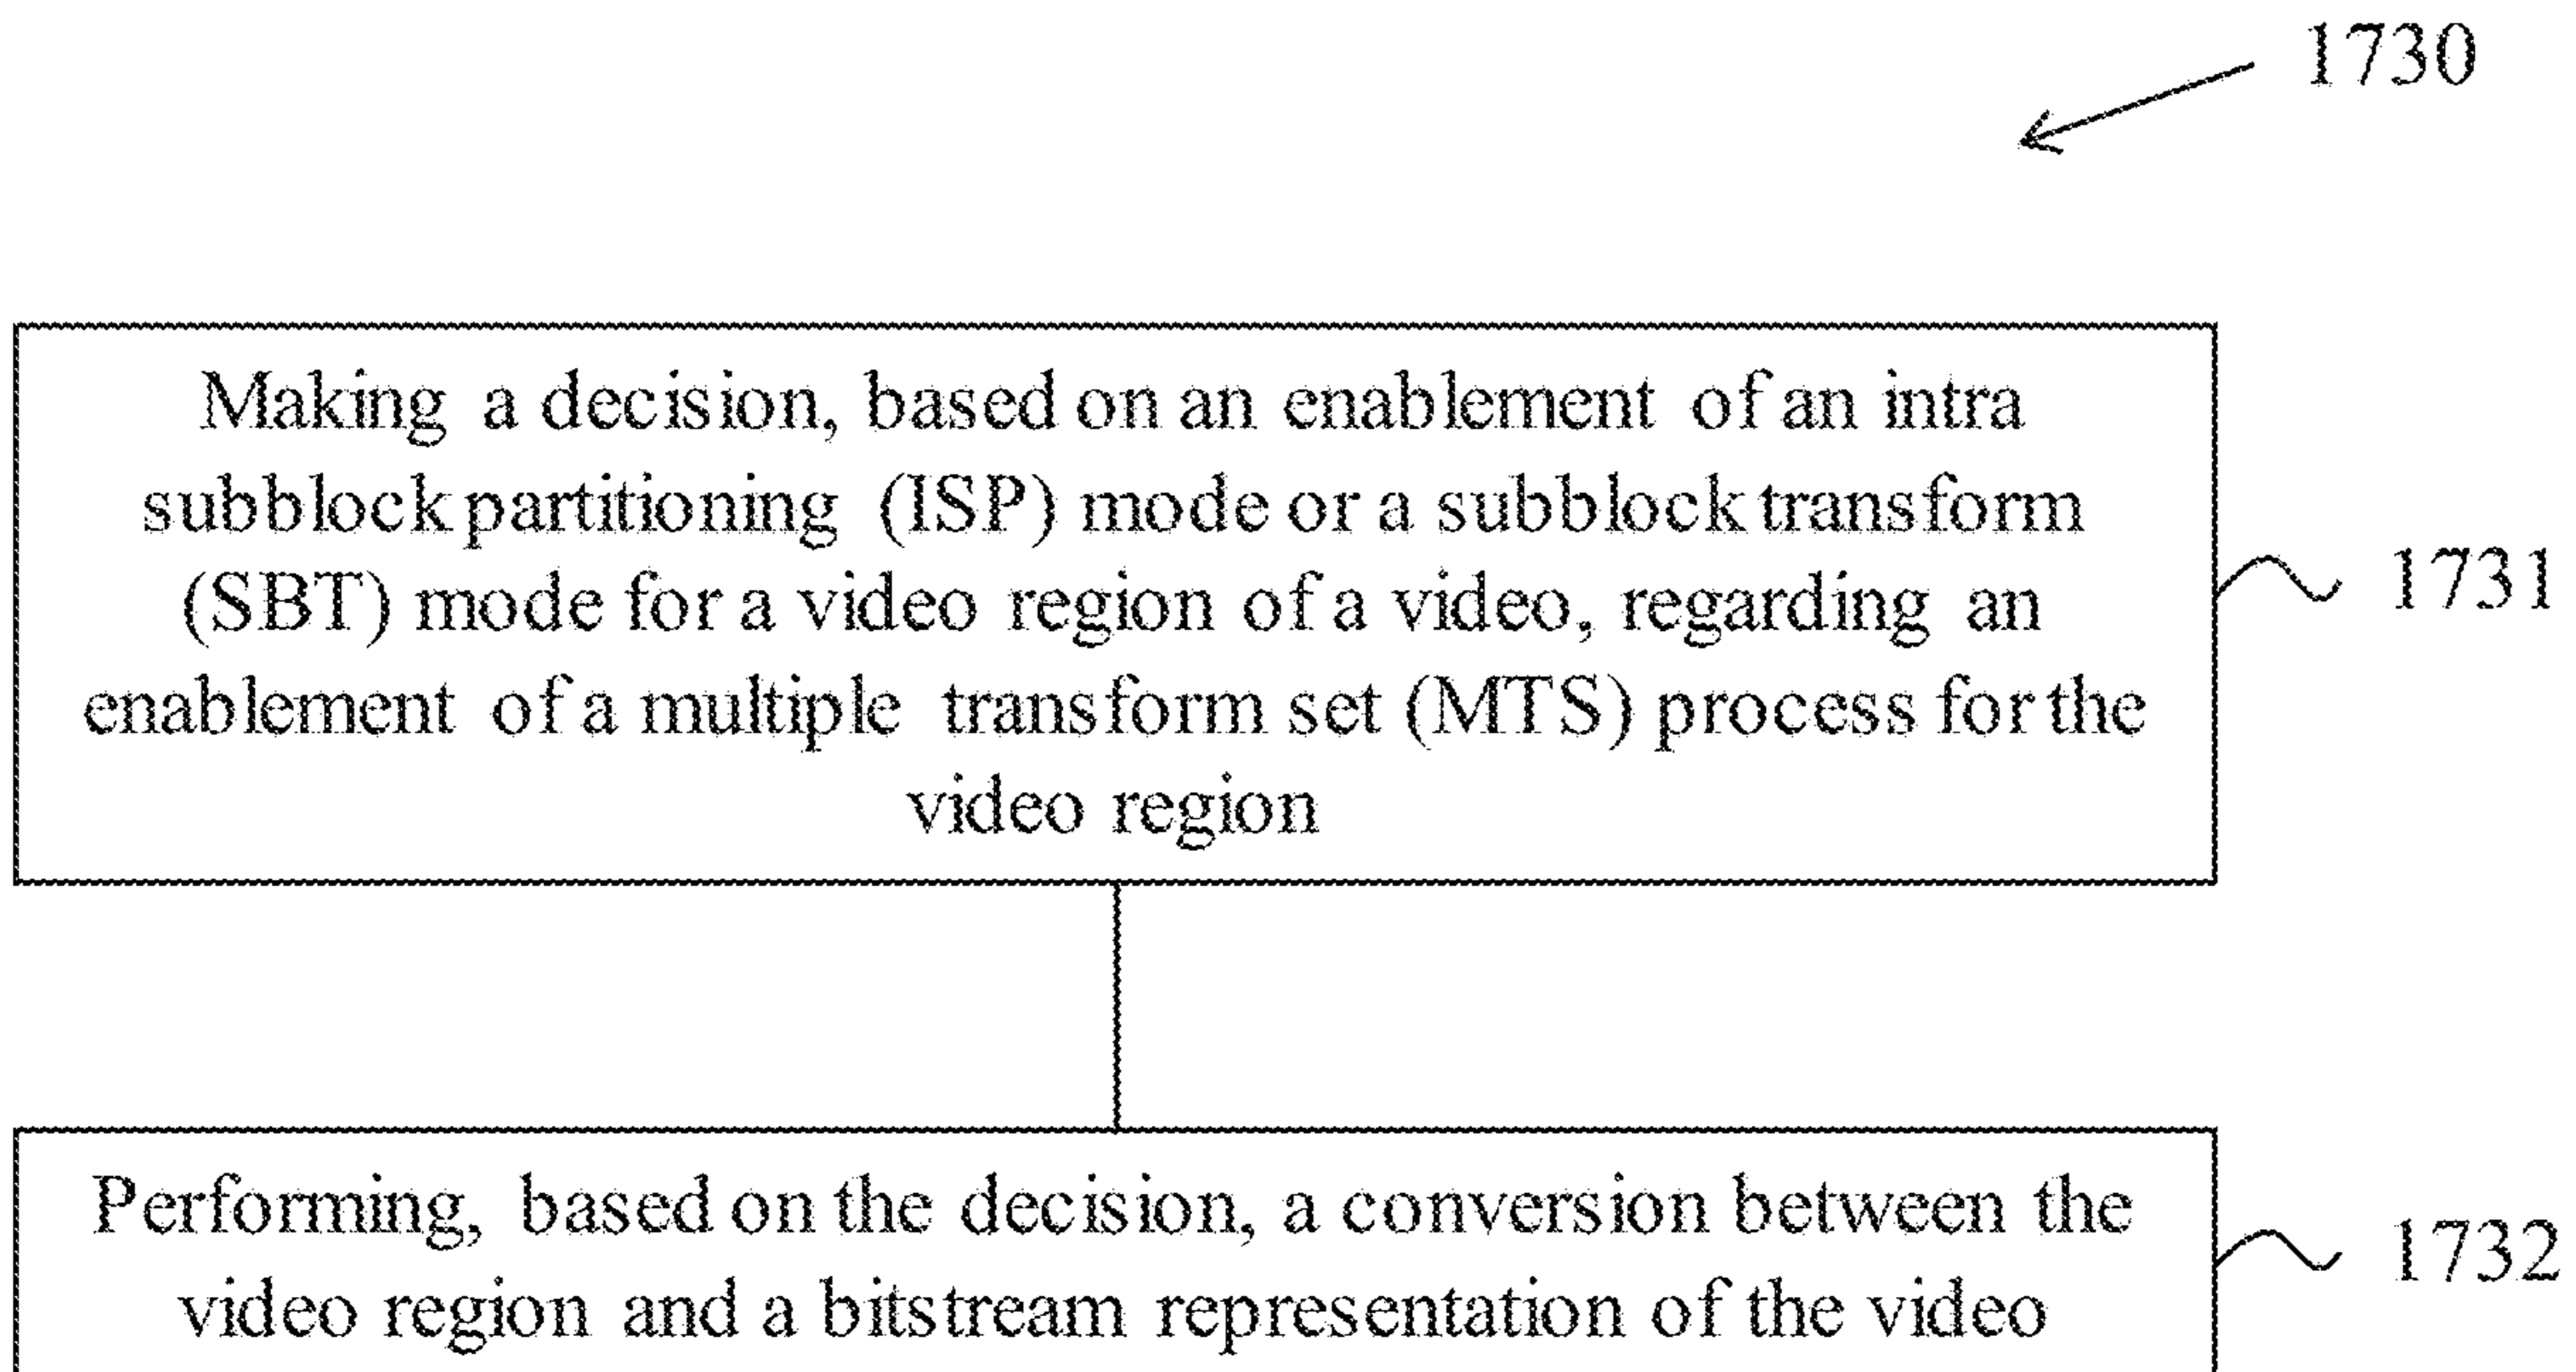 1730
Making a decision, based on an enablement of an intra
subblock partitioning (ISP) mode or a subblock transform
(SBT) mode for a video region of a video, regarding an
enablement of a multiple transform set (MTS) process for the
video region
1731
Performing, based on the decision, a conversion between the
video region and a bitstream representation of the video
1732